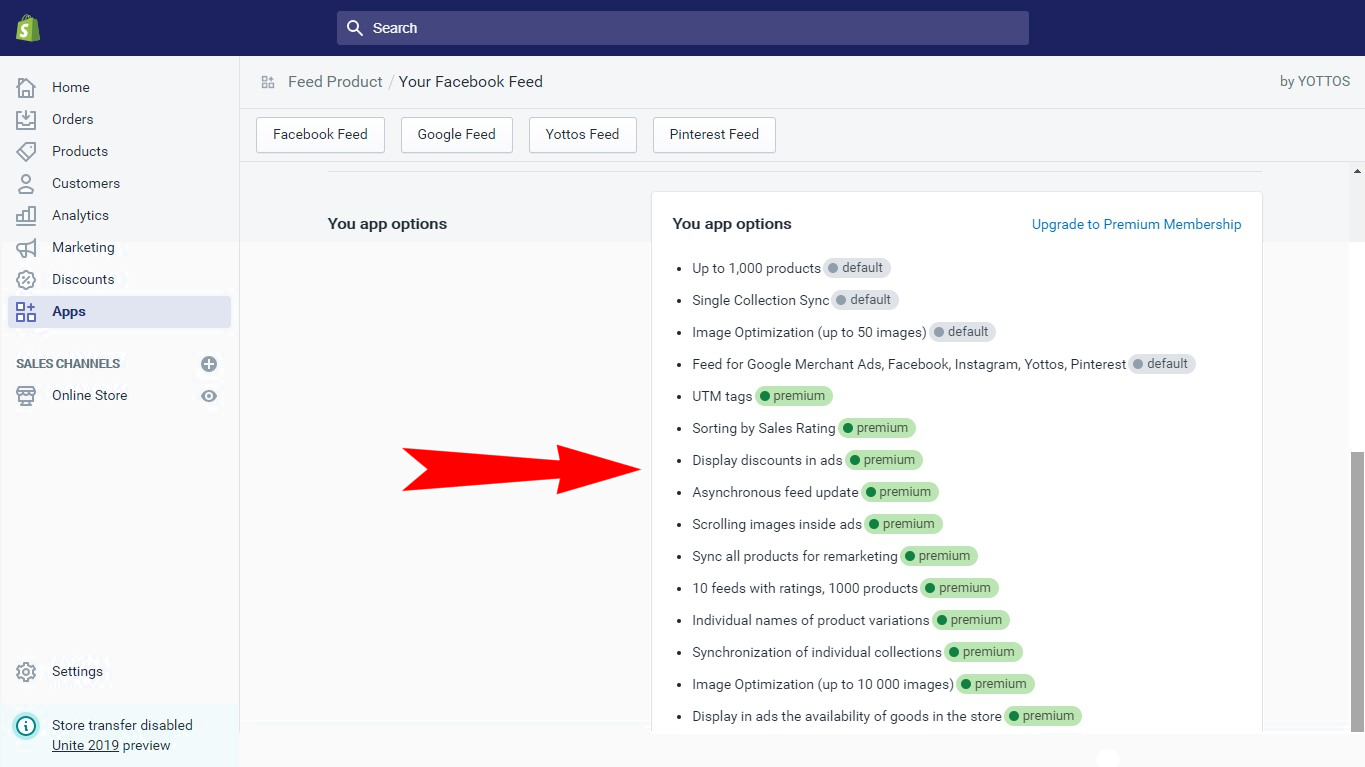 Search
Home
Orders
Products
Customers
Analytics
Marketing
Discounts
Apps
SALES CHANNELS
Online Store
Settings
Store transfer disabled
Unite 2019 preview
Feed Product / Your Facebook Feed
by YOTTOS
Facebook Feed
Google Feed
Yottos Feed
Pinterest Feed
You app options
You app options
Upgrade to Premium Membership
Up to 1,000 products default
Single Collection Sync default
Image Optimization (up to 50 images) default
Feed for Google Merchant Ads, Facebook, Instagram, Yottos, Pinterest default
UTM tags premium
Sorting by Sales Rating premium
Display discounts in ads premium
Asynchronous feed update premium
Scrolling images inside ads premium
Sync all products for remarketing premium
10 feeds with ratings, 1000 products premium
Individual names of product variations premium
Synchronization of individual collections premium
Image Optimization (up to 10 000 images) premium
Display in ads the availability of goods in the store premium